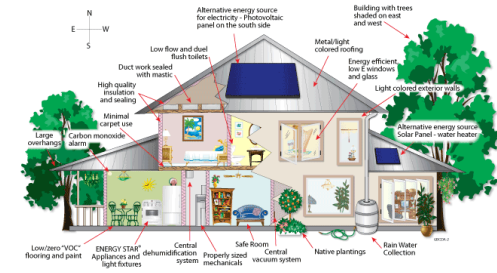 N
E
W
S
Alternative energy source
for electricity - Photovoltaic
panel on the south side
Building with trees
shaded on east
and west
Low flow and duel
flush toilets
Metal/light
colored roofing
Duct work sealed
with mastic
Energy efficient
low E windows
and glass
High quality
insulation
and sealing
Light colored exterior walls
Minimal
carpet use
Large
overhangs
Carbon monoxide
alarm
Alternative energy source
Solar Panel - water heater
Low/zero "VOC"
flooring and paint
ENERGY STAR®
Appliances and
light fixtures
Central
dehumidification
system
Properly sized
mechanicals
Safe Room
Central
vacuum system
Native plantings
Rain Water
Collection